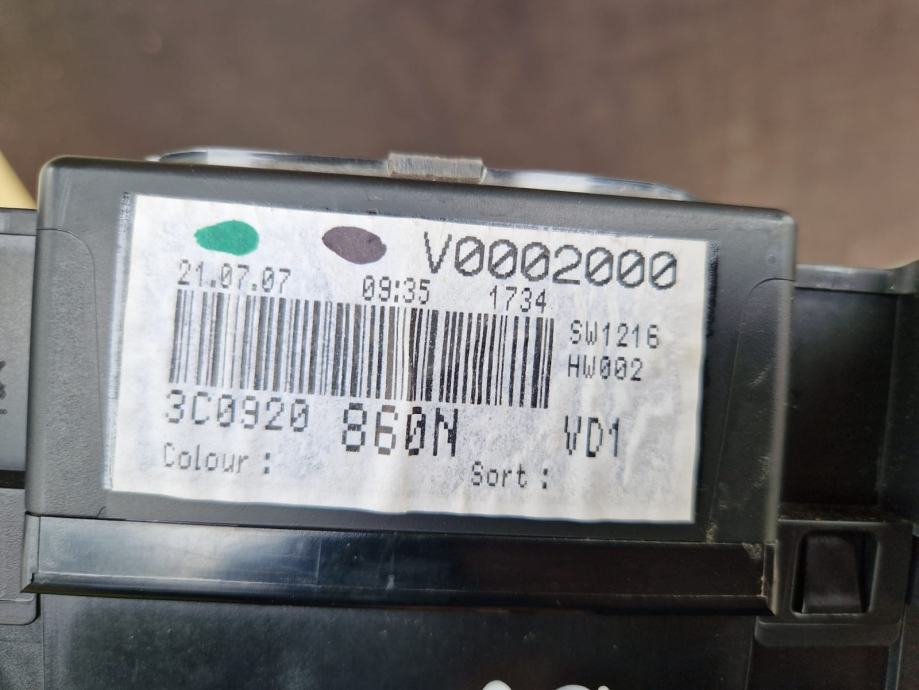 V0002000
21.07.07 09:35 1734
SW1216
HW002
3C0920 860N VD1
Colour: Sort: